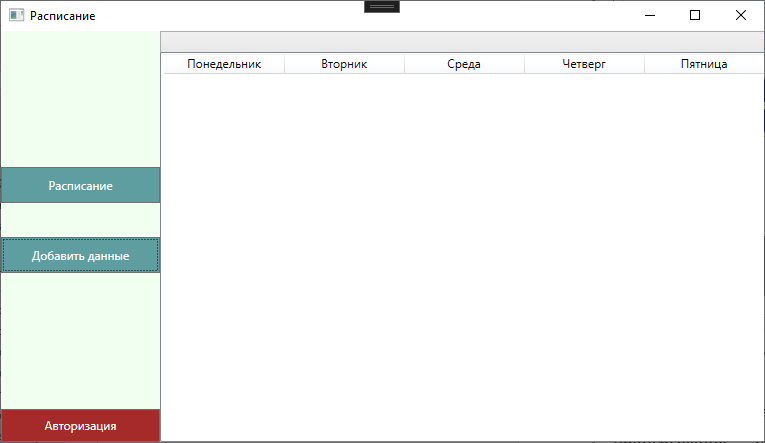 Расписание
Понедельник Вторник Среда Четверг Пятница
Расписание
Добавить данные
Авторизация